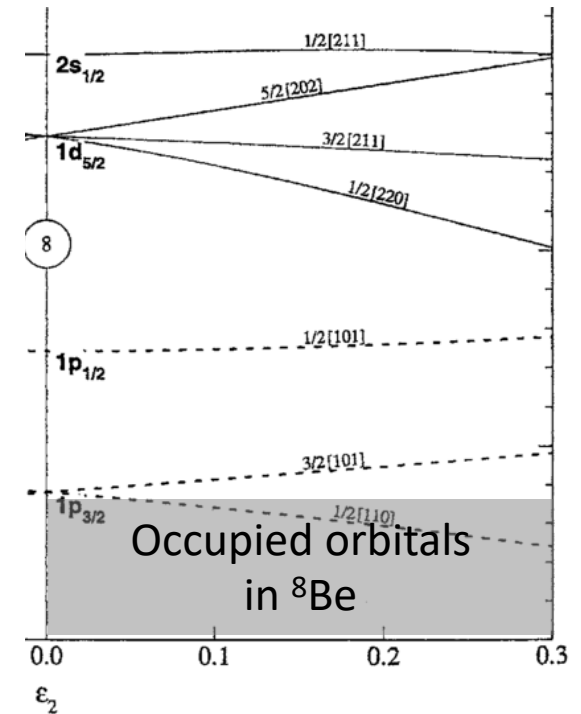 1/2[211]
2s1/2
5/2[202]
3/2[211]
1d5/2
1/2[220]
8
1/2[101]
1p1/2
3/2[101]
1p3/2
1/2[110]
Occupied orbitals
in ⁸Be
0.0 0.1 0.2 0.3
ε₂